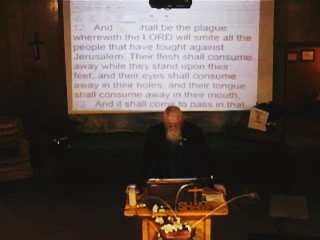 12 And shall be the plague
wherewith the LORD will smite all the
people that have fought against
Jerusalem; Their flesh shall consume
away while they stand upon their
feet, and their eyes shall consume
away in their holes, and their tongue
shall consume away in their mouth.
13 And it shall come to pass in that